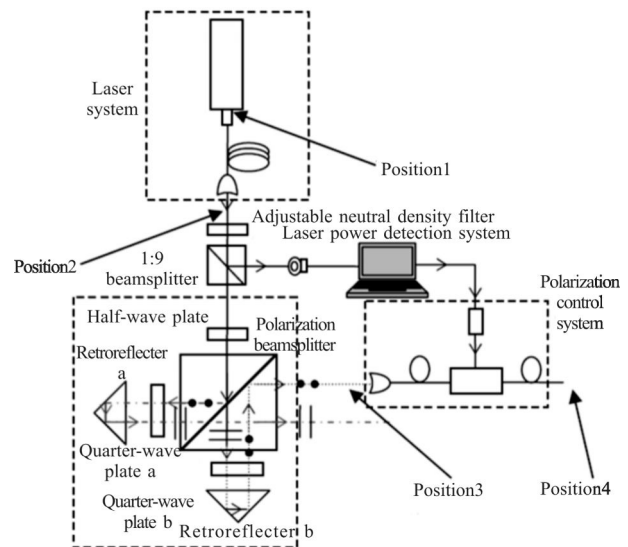 Laser
system
Position1
Adjustable neutral density filter
Laser power detection system
Position2
1:9
beamsplitter
Polarization
control
system
Half-wave plate
Polarization
beamsplitter
Retroreflecter
a
Quarter-wave
plate a
Quarter-wave
plate b
Retroreflecter b
Position3
Position4